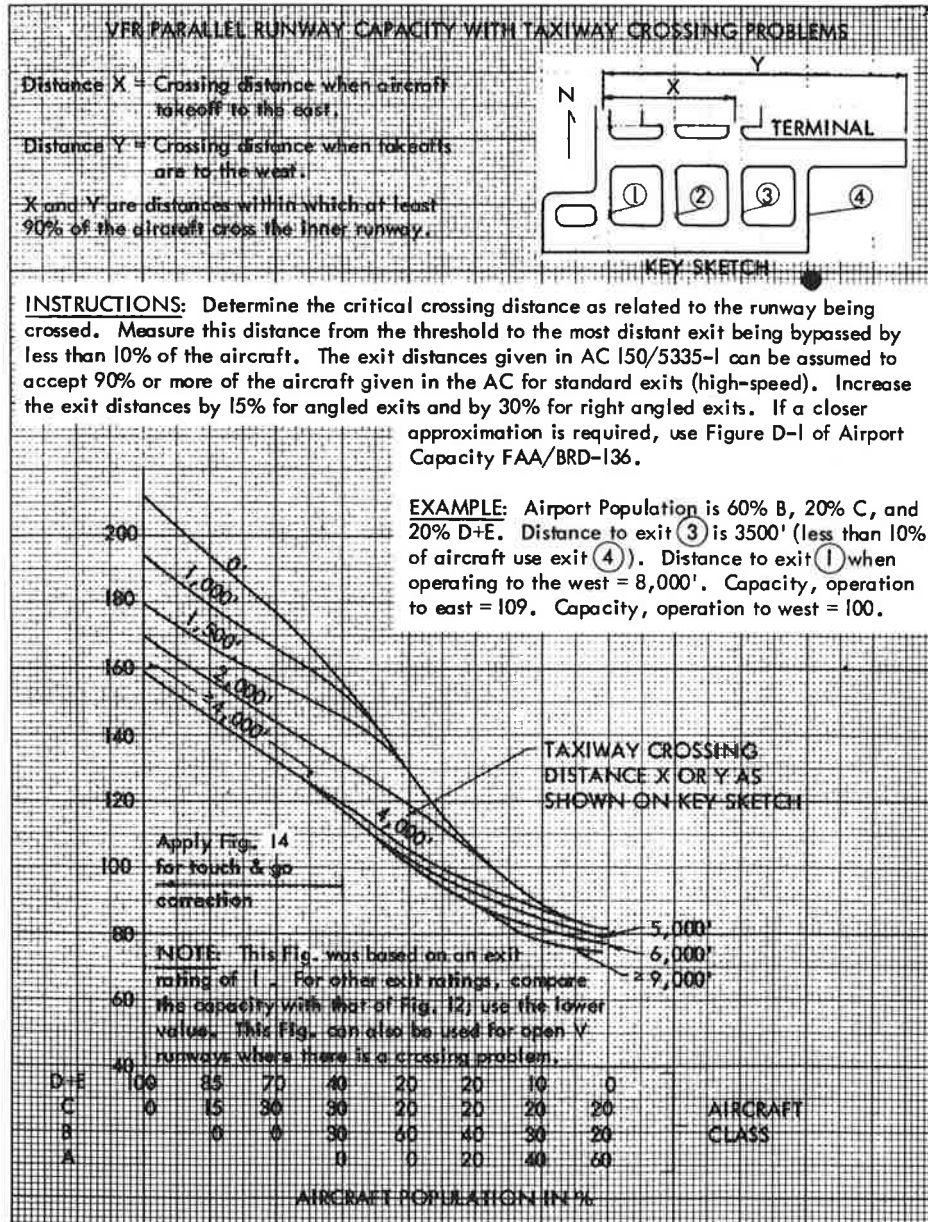 VFR PARALLEL RUNWAY CAPACITY WITH TAXIWAY CROSSING PROBLEMS
Distance X = Crossing distance when aircraft
takeoff to the east.
Distance Y = Crossing distance when takeoffs
are to the west.
X and Y are distances within which at least
90% of the aircraft cross the inner runway.
Y
X
N
TERMINAL
1
2
3
4
KEY SKETCH
INSTRUCTIONS: Determine the critical crossing distance as related to the runway being
crossed. Measure this distance from the threshold to the most distant exit being bypassed by
less than 10% of the aircraft. The exit distances given in AC 150/5335-1 can be assumed to
accept 90% or more of the aircraft given in the AC for standard exits (high-speed). Increase
the exit distances by 15% for angled exits and by 30% for right angled exits. If a closer
approximation is required, use Figure D-1 of Airport
Capacity FAA/BRD-136.
EXAMPLE: Airport Population is 60% B, 20% C, and
20% D+E. Distance to exit 3 is 3500' (less than 10%
of aircraft use exit 4). Distance to exit 1 when
operating to the west = 8,000'. Capacity, operation
to east = 109. Capacity, operation to west = 100.
200
180
160
140
120
100
80
60
40
0'
1,000'
1,500'
2,000'
≥4,000'
4,000'
TAXIWAY CROSSING
DISTANCE X OR Y AS
SHOWN ON KEY SKETCH
Apply Fig. 14
for touch & go
correction
5,000'
6,000'
≥9,000'
NOTE: This Fig. was based on an exit
rating of 1. For other exit ratings, compare
the capacity with that of Fig. 12; use the lower
value. This Fig. can also be used for open V
runways where there is a crossing problem.
D+E 100 85 70 40 20 20 10 0
C 0 15 30 30 20 20 20 20 AIRCRAFT
B 0 0 30 60 40 30 20 CLASS
A 0 0 20 40 60
AIRCRAFT POPULATION IN %